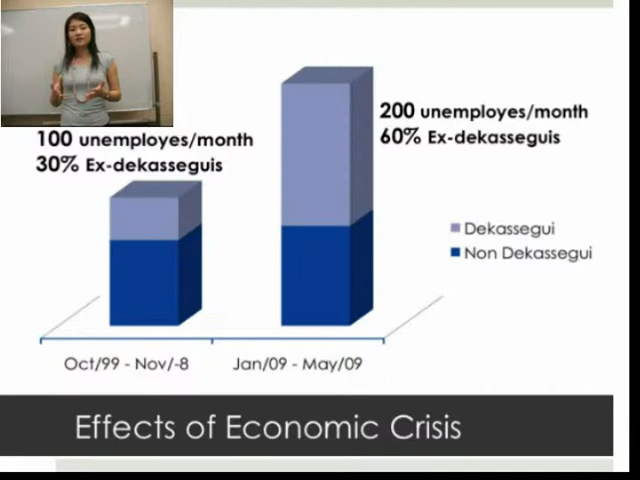 100 unemployes/month
30% Ex-dekasseguis
200 unemployes/month
60% Ex-dekasseguis
Dekassegui
Non Dekassegui
Oct/99 - Nov/-8
Jan/09 - May/09
Effects of Economic Crisis